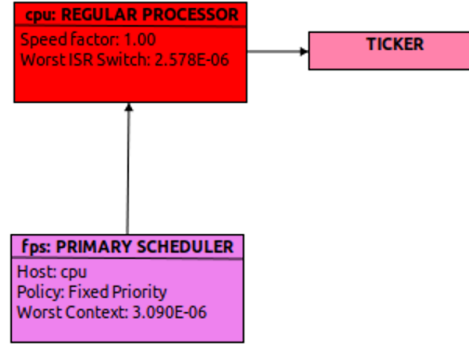 cpu: REGULAR PROCESSOR
Speed factor: 1.00
Worst ISR Switch: 2.578E-06
TICKER
fps: PRIMARY SCHEDULER
Host: cpu
Policy: Fixed Priority
Worst Context: 3.090E-06